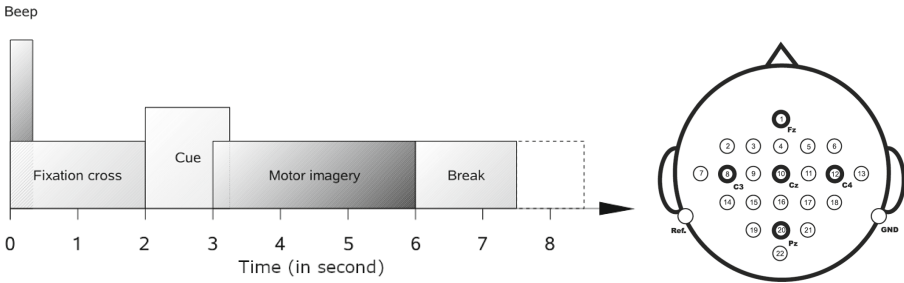 Beep
Fixation cross
Cue
Motor imagery
Break
0 1 2 3 4 5 6 7 8
Time (in second)
1
Fz
2 3 4 5 6
7 8 9 10 11 12 13
C3 Cz C4
14 15 16 17 18
Ref. 19 20 21 GND
Pz
22